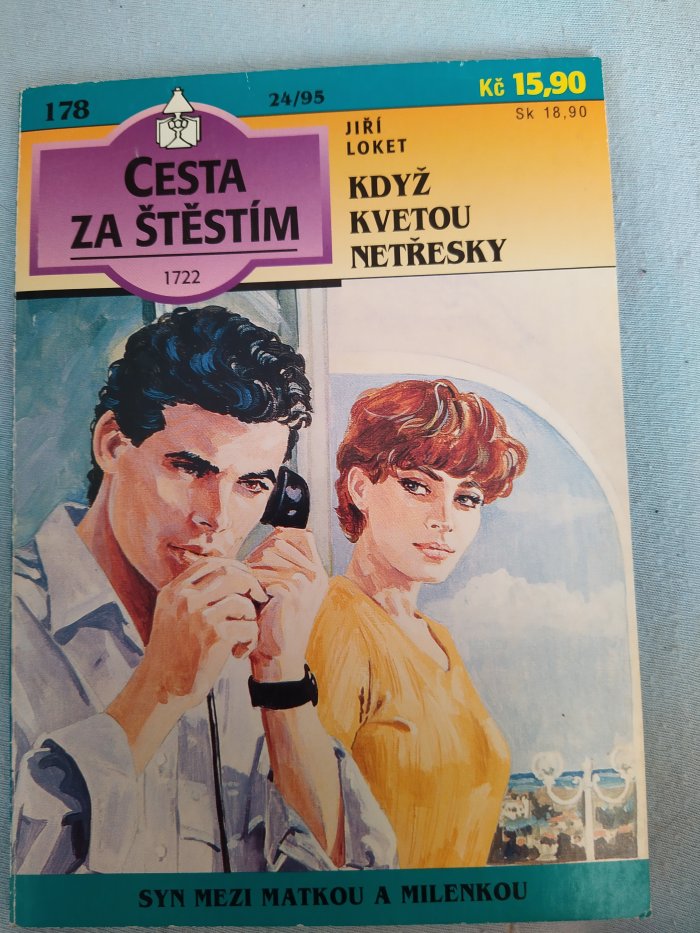 178
24/95
Kč 15,90
Sk 18,90
CESTA
ZA ŠTĚSTÍM
1722
JIŘÍ
LOKET
KDYŽ
KVETOU
NETŘESKY
SYN MEZI MATKOU A MILENKOU